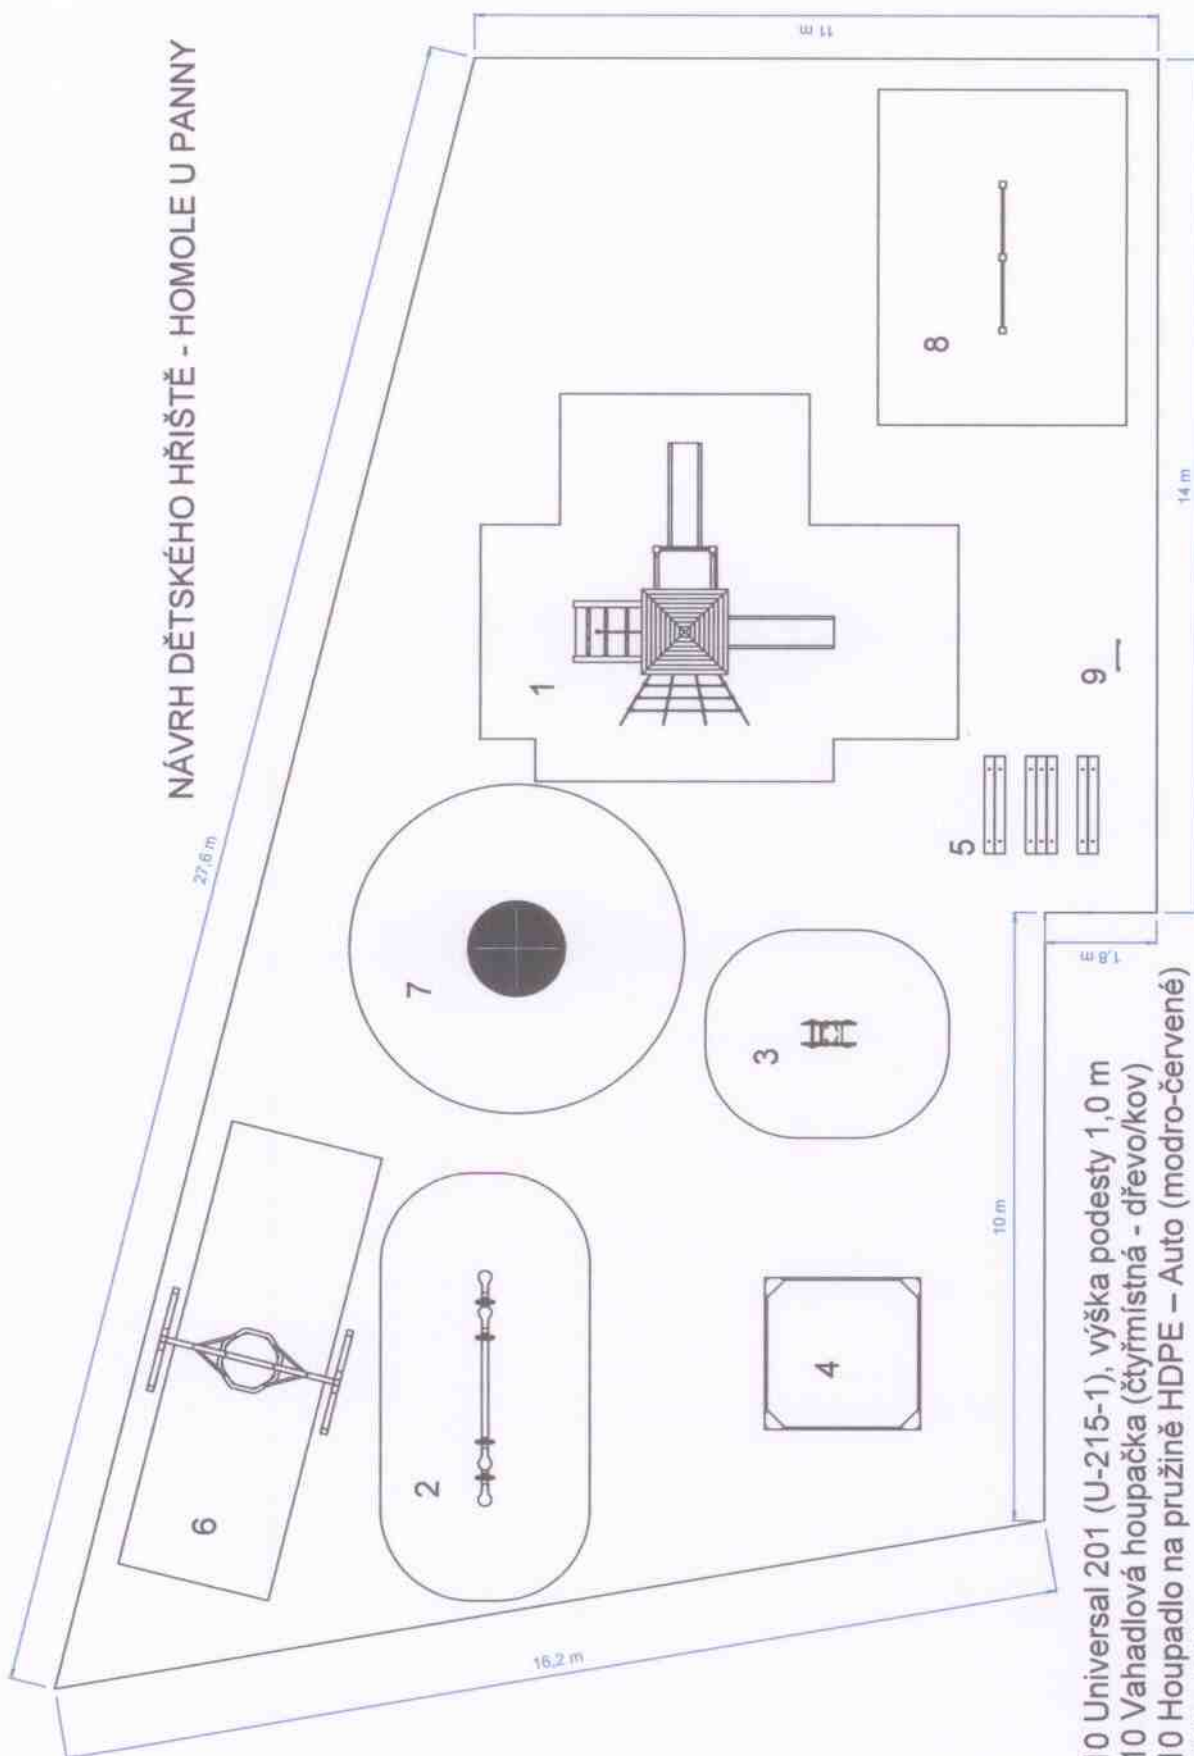 NÁVRH DĚTSKÉHO HŘIŠTĚ - HOMOLE U PANNY
27,6 m
11 m
16,2 m
14 m
10 m
1,8 m
6
2
7
1
8
3
4
5
9
10 Universal 201 (U-215-1), výška podesty 1,0 m
10 Vahadlová houpačka (čtyřmístná - dřevo/kov)
10 Houpadlo na pružině HDPE – Auto (modro-červené)